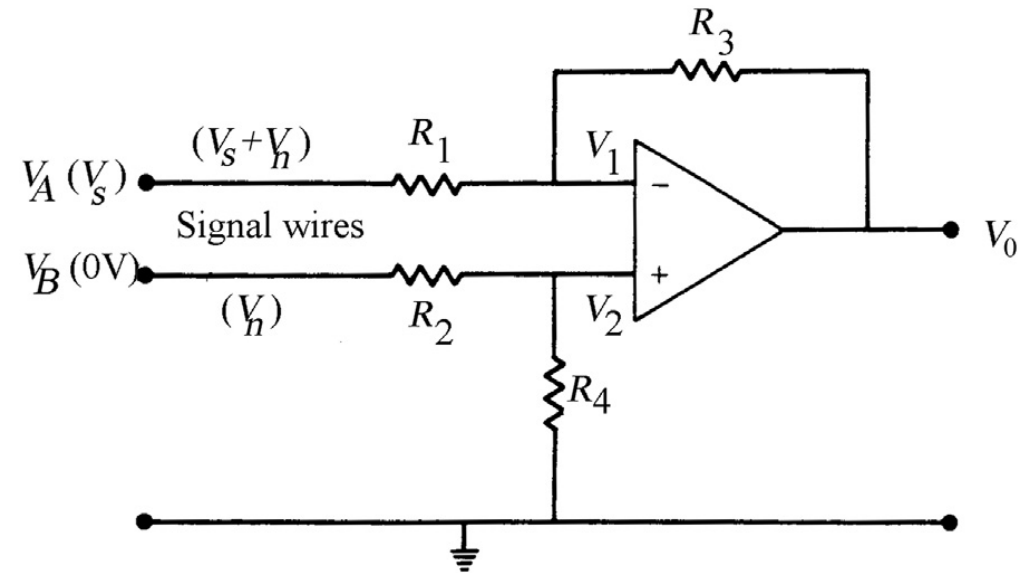 R3
(Vs+Vn)
R1
V1
VA (Vs)
−
Signal wires
V0
VB (0V)
+
(Vn)
R2
V2
R4